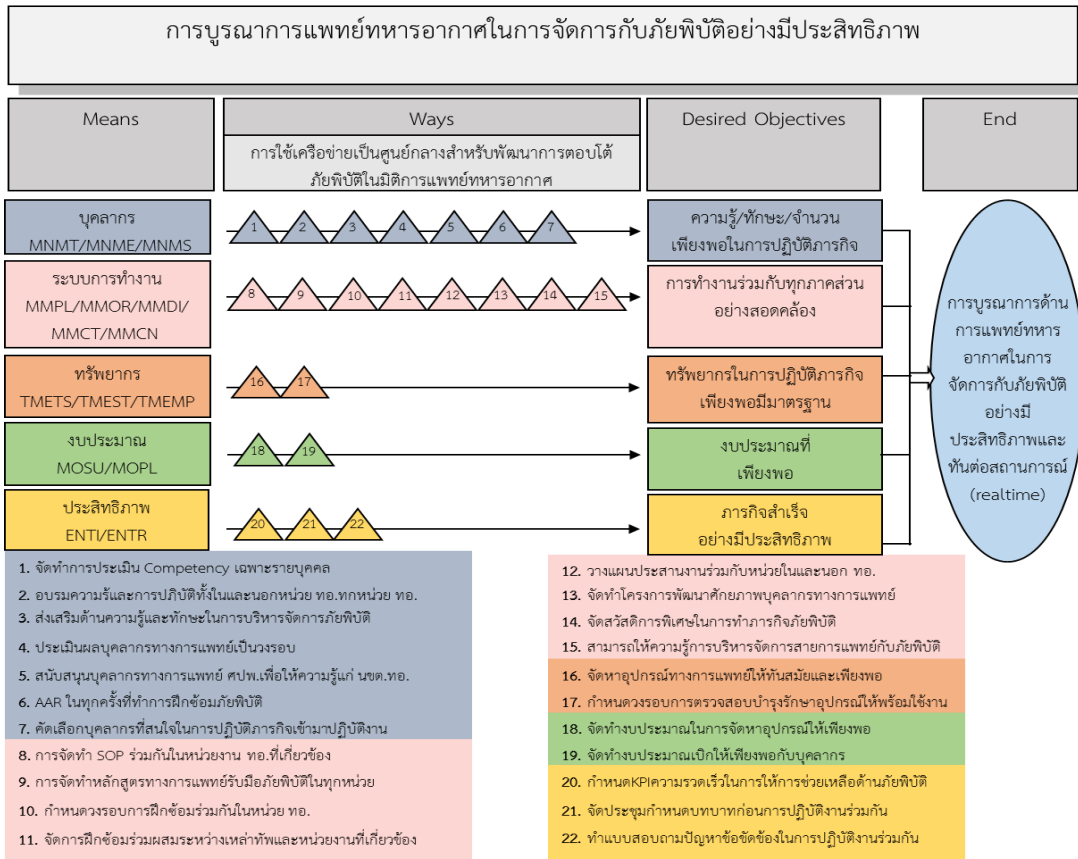 การบูรณาการแพทย์ทหารอากาศในการจัดการกับภัยพิบัติอย่างมีประสิทธิภาพ
Means
Ways
Desired Objectives
End
การใช้เครือข่ายเป็นศูนย์กลางสำหรับพัฒนาการตอบโต้
ภัยพิบัติในมิติการแพทย์ทหารอากาศ
บุคลากร
MNMT/MNME/MNMS
1 2 3 4 5 6 7
ความรู้/ทักษะ/จำนวน
เพียงพอในการปฏิบัติภารกิจ
ระบบการทำงาน
MMPL/MMOR/MMDI/
MMCT/MMCN
8 9 10 11 12 13 14 15
การทำงานร่วมกับทุกภาคส่วน
อย่างสอดคล้อง
ทรัพยากร
TMETS/TMEST/TMEMP
16 17
ทรัพยากรในการปฏิบัติภารกิจ
เพียงพอมีมาตรฐาน
งบประมาณ
MOSU/MOPL
18 19
งบประมาณที่
เพียงพอ
ประสิทธิภาพ
ENTI/ENTR
20 21 22
ภารกิจสำเร็จ
อย่างมีประสิทธิภาพ
การบูรณาการด้าน
การแพทย์ทหาร
อากาศในการ
จัดการกับภัยพิบัติ
อย่างมี
ประสิทธิภาพและ
ทันต่อสถานการณ์
(realtime)
1. จัดทำการประเมิน Competency เฉพาะรายบุคคล
2. อบรมความรู้และการปฎิบัติทั้งในและนอกหน่วย ทอ.ทกหน่วย ทอ.
3. ส่งเสริมด้านความรู้และทักษะในการบริหารจัดการภัยพิบัติ
4. ประเมินผลบุคลากรทางการแพทย์เป็นวงรอบ
5. สนับสนุนบุคลากรทางการแพทย์ ศปพ.เพื่อให้ความรู้แก่ นขต.ทอ.
6. AAR ในทุกครั้งที่ทำการฝึกซ้อมภัยพิบัติ
7. คัดเลือกบุคลากรที่สนใจในการปฏิบัติภารกิจเข้ามาปฏิบัติงาน
8. การจัดทำ SOP ร่วมกันในหน่วยงาน ทอ.ที่เกี่ยวข้อง
9. การจัดทำหลักสูตรทางการแพทย์รับมือภัยพิบัติในทุกหน่วย
10. กำหนดวงรอบการฝึกซ้อมร่วมกันในหน่วย ทอ.
11. จัดการฝึกซ้อมร่วมผสมระหว่างเหล่าทัพและหน่วยงานที่เกี่ยวข้อง
12. วางแผนประสานงานร่วมกับหน่วยในและนอก ทอ.
13. จัดทำโครงการพัฒนาศักยภาพบุคลากรทางการแพทย์
14. จัดสวัสดิการพิเศษในการทำภารกิจภัยพิบัติ
15. สามารถให้ความรู้การบริหารจัดการสายการแพทย์กับภัยพิบัติ
16. จัดหาอุปกรณ์ทางการแพทย์ให้ทันสมัยและเพียงพอ
17. กำหนดวงรอบการตรวจสอบบำรุงรักษาอุปกรณ์ให้พร้อมใช้งาน
18. จัดทำงบประมาณในการจัดหาอุปกรณ์ให้เพียงพอ
19. จัดทำงบประมาณเบิกให้เพียงพอกับบุคลากร
20. กำหนดKPIความรวดเร็วในการให้การช่วยเหลือด้านภัยพิบัติ
21. จัดประชุมกำหนดบทบาทก่อนการปฏิบัติงานร่วมกัน
22. ทำแบบสอบถามปัญหาข้อขัดข้องในการปฏิบัติงานร่วมกัน